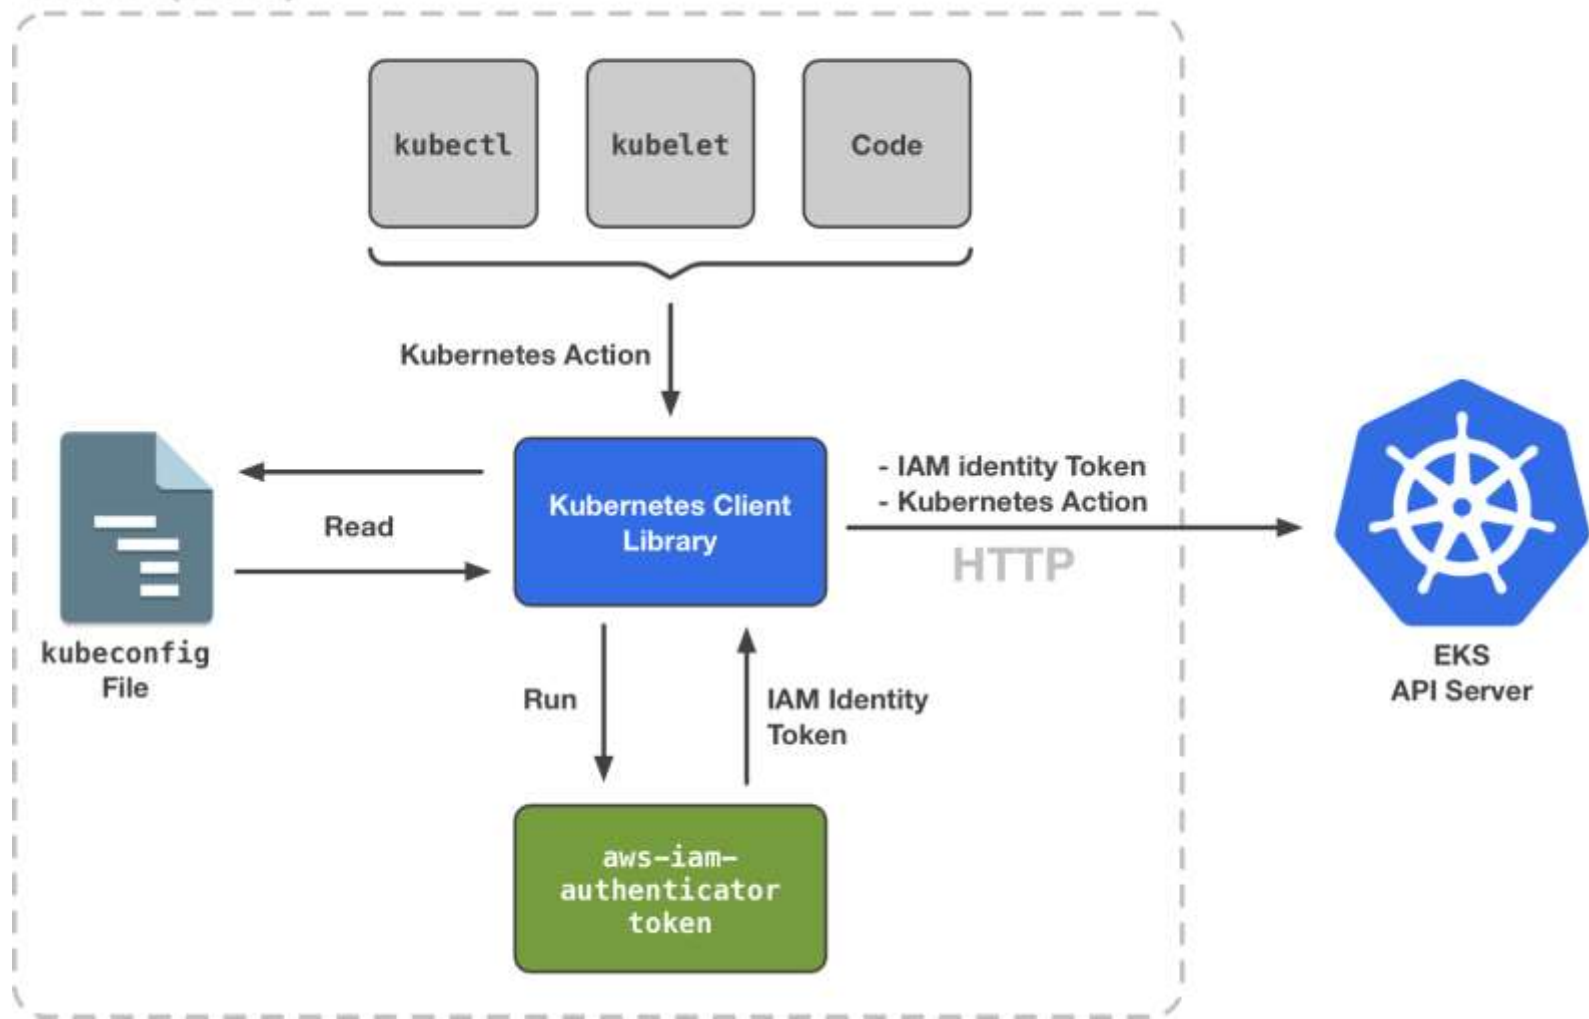 kubectl
kubelet
Code
Kubernetes Action
Kubernetes Client
Library
- IAM identity Token
- Kubernetes Action
HTTP
Read
kubeconfig
File
EKS
API Server
Run
IAM Identity
Token
aws-iam-
authenticator
token